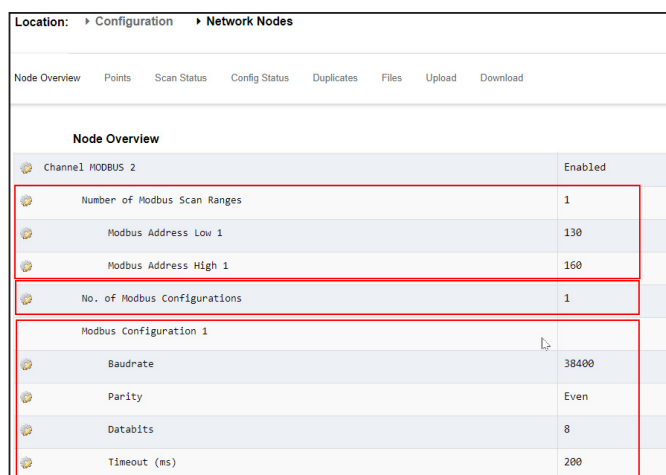 Location: Configuration Network Nodes
Node Overview Points Scan Status Config Status Duplicates Files Upload Download
Node Overview
Channel MODBUS 2 Enabled
Number of Modbus Scan Ranges 1
Modbus Address Low 1 130
Modbus Address High 1 160
No. of Modbus Configurations 1
Modbus Configuration 1
Baudrate 38400
Parity Even
Databits 8
Timeout (ms) 200